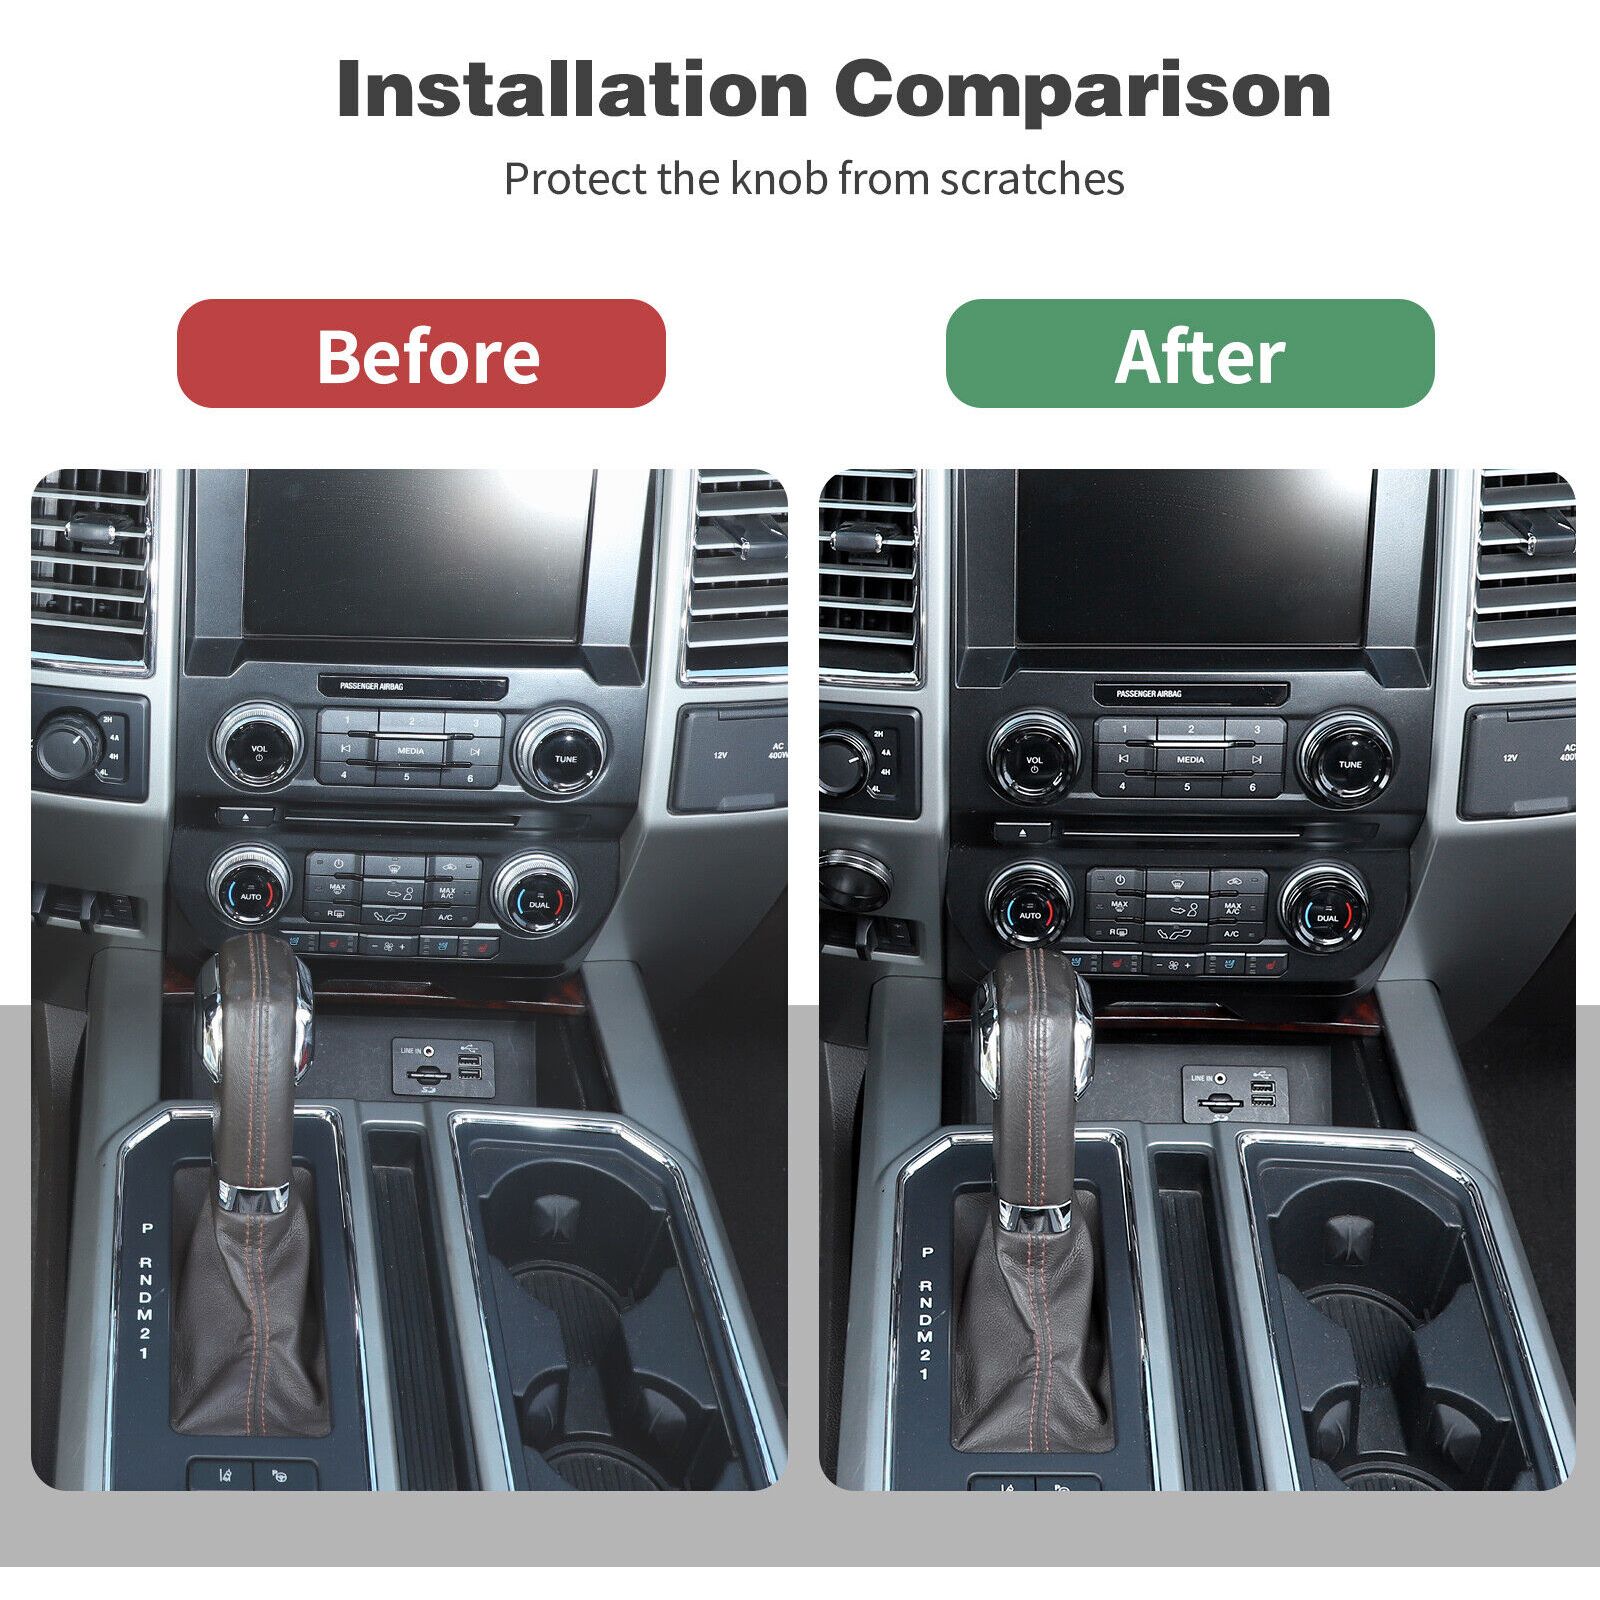 Installation Comparison
Protect the knob from scratches
Before
After
PASSENGER AIRBAG
2H
4A
4H
4L
VOL
1 2 3
MEDIA
4 5 6
TUNE
12V
AC
400W
AUTO
MAX
MAX
A/C
R
A/C
DUAL
LINE IN
P
R
N
D
M
2
1
PASSENGER AIRBAG
2H
4A
4H
4L
VOL
1 2 3
MEDIA
4 5 6
TUNE
12V
AC
AUTO
MAX
MAX
A/C
R
A/C
DUAL
LINE IN
P
R
N
D
M
2
1